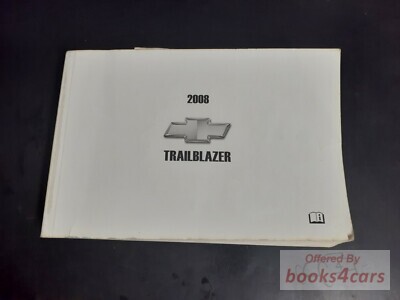 2008
TRAILBLAZER
Offered By
books4cars